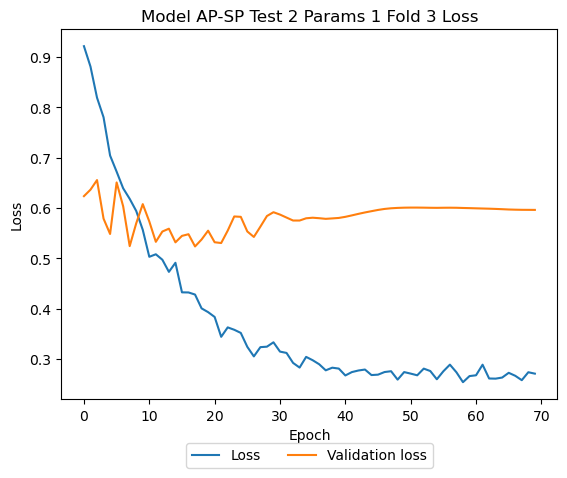 Model AP-SP Test 2 Params 1 Fold 3 Loss
0.9
0.8
0.7
0.6
0.5
0.4
0.3
Loss
0 10 20 30 40 50 60 70
Epoch
Loss Validation loss